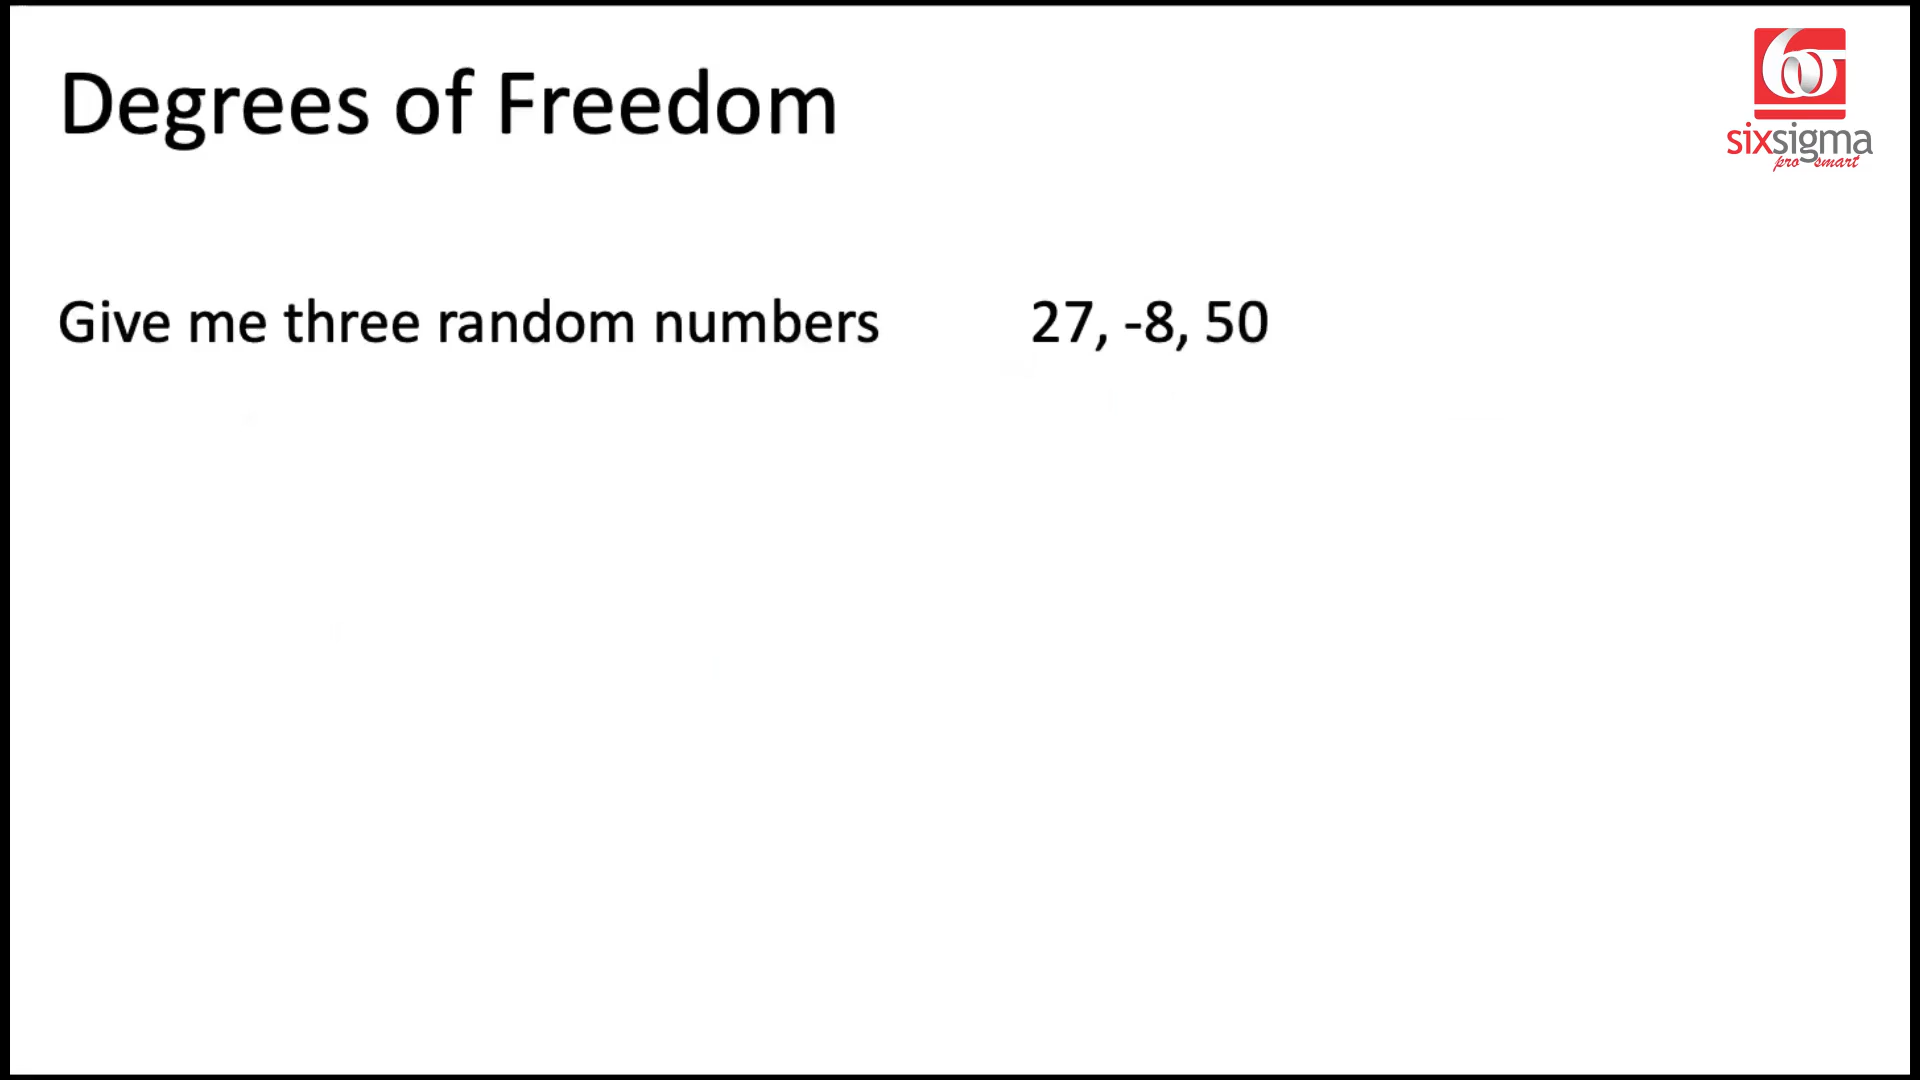 Degrees of Freedom
sixsigma
pro smart
Give me three random numbers 27, -8, 50